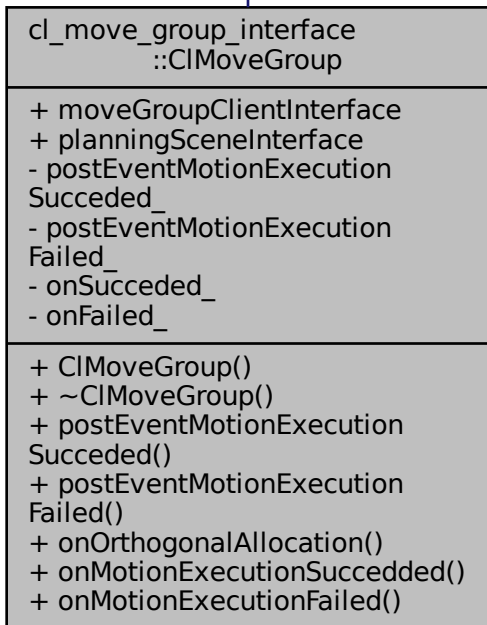 cl_move_group_interface
::ClMoveGroup
+ moveGroupClientInterface
+ planningSceneInterface
- postEventMotionExecution
Succeded_
- postEventMotionExecution
Failed_
- onSucceded_
- onFailed_
+ ClMoveGroup()
+ ~ClMoveGroup()
+ postEventMotionExecution
Succeded()
+ postEventMotionExecution
Failed()
+ onOrthogonalAllocation()
+ onMotionExecutionSuccedded()
+ onMotionExecutionFailed()